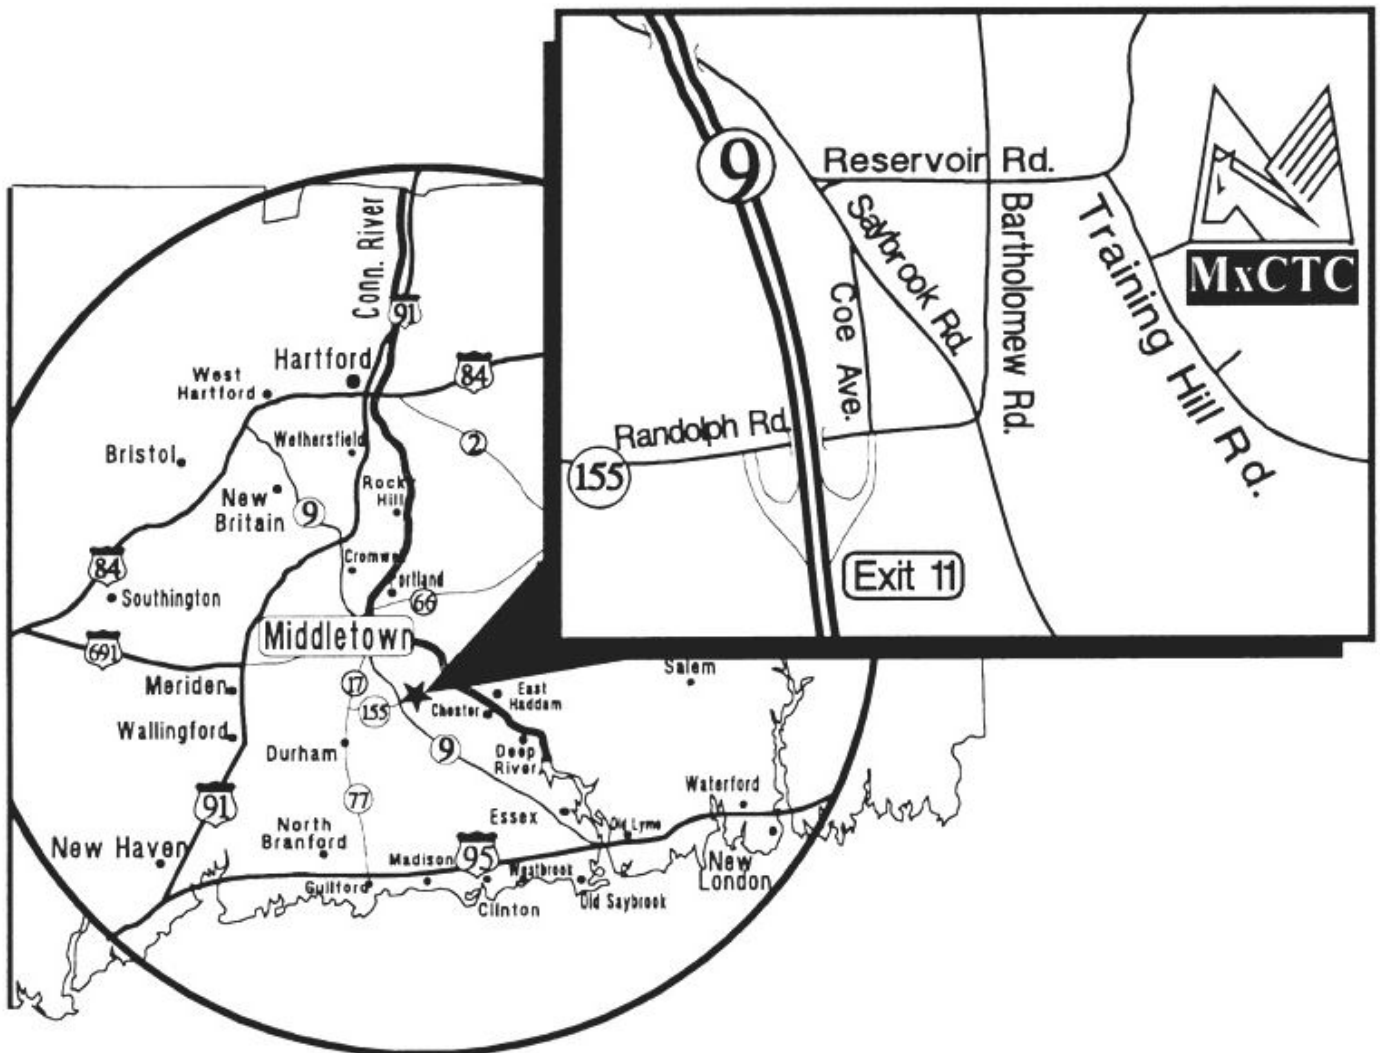 9
Reservoir Rd.
Saybrook Rd.
Bartholomew Rd.
Training Hill Rd.
MxCTC
Coe Ave.
Randolph Rd.
155
Exit 11
Conn. River
91
Hartford
84
West
Hartford
2
Wethersfield
Bristol
Rocky
Hill
New
Britain
9
Cromwe
84
Portland
66
Southington
Middletown
691
Salem
Meriden
17
East
Haddam
155
Chester
Wallingford
Durham
9
Deep
River
77
91
Waterford
Essex
Old Lyme
North
Branford
New Haven
Madison
95
Westbrook
New
London
Guilford
Clinton
Old Saybrook